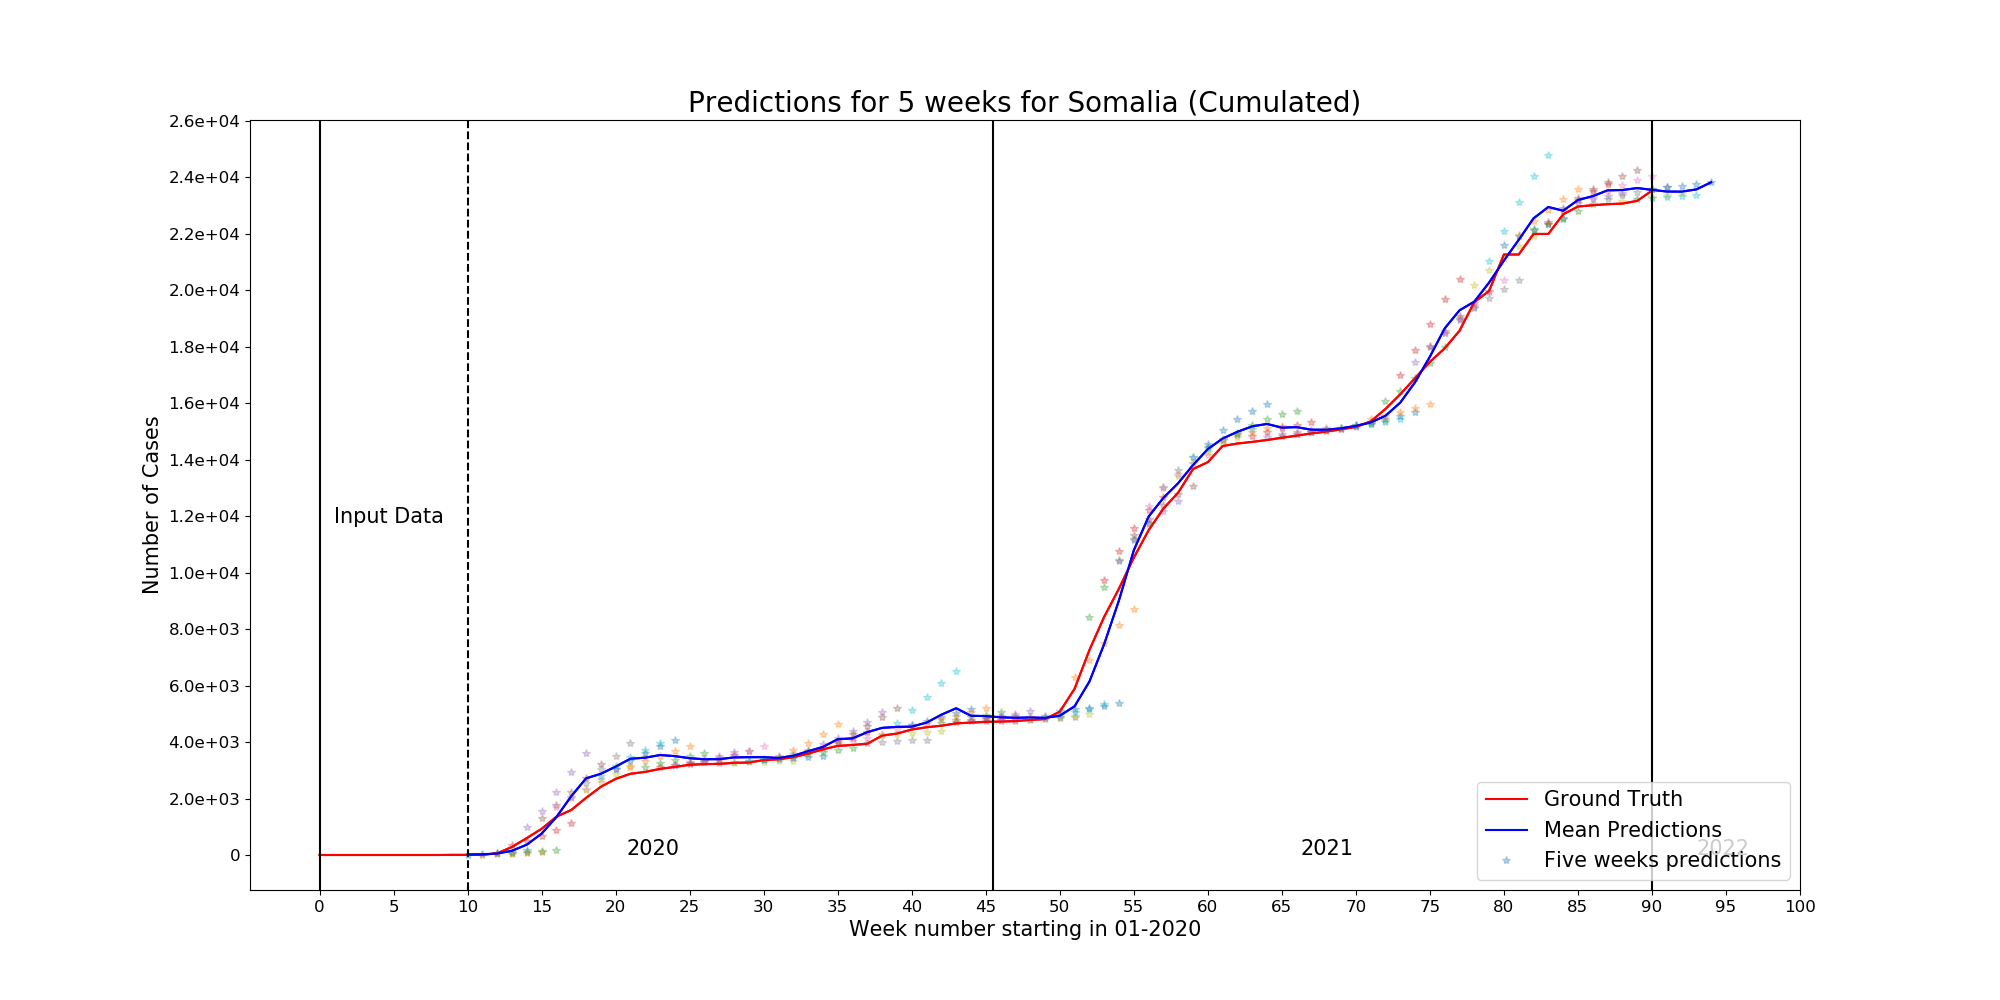 Predictions for 5 weeks for Somalia (Cumulated)
2.6e+04
2.4e+04
2.2e+04
2.0e+04
1.8e+04
1.6e+04
1.4e+04
1.2e+04
1.0e+04
8.0e+03
6.0e+03
4.0e+03
2.0e+03
0
Number of Cases
Input Data
2020
2021
2022
Ground Truth
Mean Predictions
Five weeks predictions
0 5 10 15 20 25 30 35 40 45 50 55 60 65 70 75 80 85 90 95 100
Week number starting in 01-2020